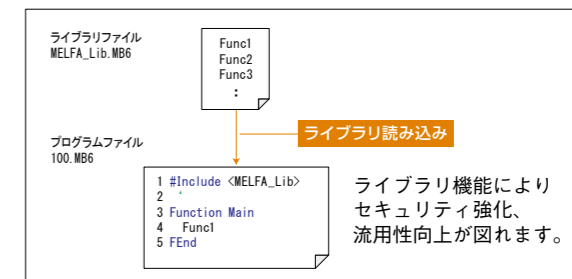 ライブラリファイル
MELFA_Lib.MB6
Func1
Func2
Func3
:
ライブラリ読み込み
プログラムファイル
100.MB6
1 #Include <MELFA_Lib>
2 '
3 Function Main
4 Func1
5 FEnd
ライブラリ機能により
セキュリティ強化、
流用性向上が図れます。